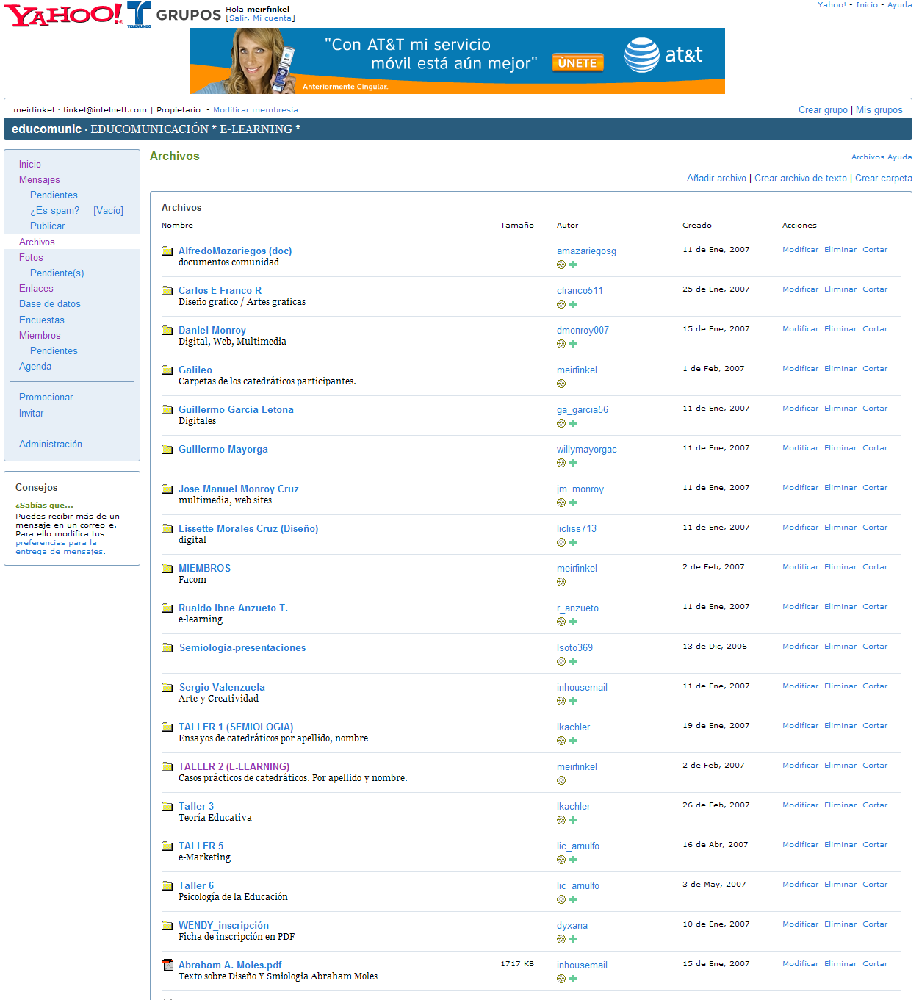 YAHOO! T TELEMUNDO GRUPOS
Hola meirfinkel
[Salir, Mi cuenta]
Yahoo! - Inicio - Ayuda
"Con AT&T mi servicio
móvil está aún mejor"
ÚNETE
at&t
Anteriormente Cingular.
meirfinkel · finkel@intelnett.com | Propietario - Modificar membresía
Crear grupo | Mis grupos
educomunic · EDUCOMUNICACIÓN * E-LEARNING *
Inicio
Mensajes
Pendientes
¿Es spam? [Vacío]
Publicar
Archivos
Fotos
Pendiente(s)
Enlaces
Base de datos
Encuestas
Miembros
Pendientes
Agenda
Promocionar
Invitar
Administración
Consejos
¿Sabías que...
Puedes recibir más de un
mensaje en un correo-e.
Para ello modifica tus
preferencias para la
entrega de mensajes.
Archivos
Archivos Ayuda
Añadir archivo | Crear archivo de texto | Crear carpeta
Archivos
Nombre Tamaño Autor Creado Acciones
AlfredoMazariegos (doc) amazariegosg 11 de Ene, 2007 Modificar Eliminar Cortar
documentos comunidad
Carlos E Franco R cfranco511 25 de Ene, 2007 Modificar Eliminar Cortar
Diseño grafico / Artes graficas
Daniel Monroy dmonroy007 15 de Ene, 2007 Modificar Eliminar Cortar
Digital, Web, Multimedia
Galileo meirfinkel 1 de Feb, 2007 Modificar Eliminar Cortar
Carpetas de los catedráticos participantes.
Guillermo García Letona ga_garcia56 11 de Ene, 2007 Modificar Eliminar Cortar
Digitales
Guillermo Mayorga willymayorgac 11 de Ene, 2007 Modificar Eliminar Cortar
Jose Manuel Monroy Cruz jm_monroy 11 de Ene, 2007 Modificar Eliminar Cortar
multimedia, web sites
Lissette Morales Cruz (Diseño) licliss713 11 de Ene, 2007 Modificar Eliminar Cortar
digital
MIEMBROS meirfinkel 2 de Feb, 2007 Modificar Eliminar Cortar
Facom
Rualdo Ibne Anzueto T. r_anzueto 11 de Ene, 2007 Modificar Eliminar Cortar
e-learning
Semiologia-presentaciones lsoto369 13 de Dic, 2006 Modificar Eliminar Cortar
Sergio Valenzuela inhousemail 11 de Ene, 2007 Modificar Eliminar Cortar
Arte y Creatividad
TALLER 1 (SEMIOLOGIA) lkachler 19 de Ene, 2007 Modificar Eliminar Cortar
Ensayos de catedráticos por apellido, nombre
TALLER 2 (E-LEARNING) meirfinkel 2 de Feb, 2007 Modificar Eliminar Cortar
Casos prácticos de catedráticos. Por apellido y nombre.
Taller 3 lkachler 26 de Feb, 2007 Modificar Eliminar Cortar
Teoría Educativa
TALLER 5 lic_arnulfo 16 de Abr, 2007 Modificar Eliminar Cortar
e-Marketing
Taller 6 lic_arnulfo 3 de May, 2007 Modificar Eliminar Cortar
Psicología de la Educación
WENDY_inscripción dyxana 10 de Ene, 2007 Modificar Eliminar Cortar
Ficha de inscripción en PDF
Abraham A. Moles.pdf 1717 KB inhousemail 15 de Ene, 2007 Modificar Eliminar Cortar
Texto sobre Diseño Y Smiologia Abraham Moles